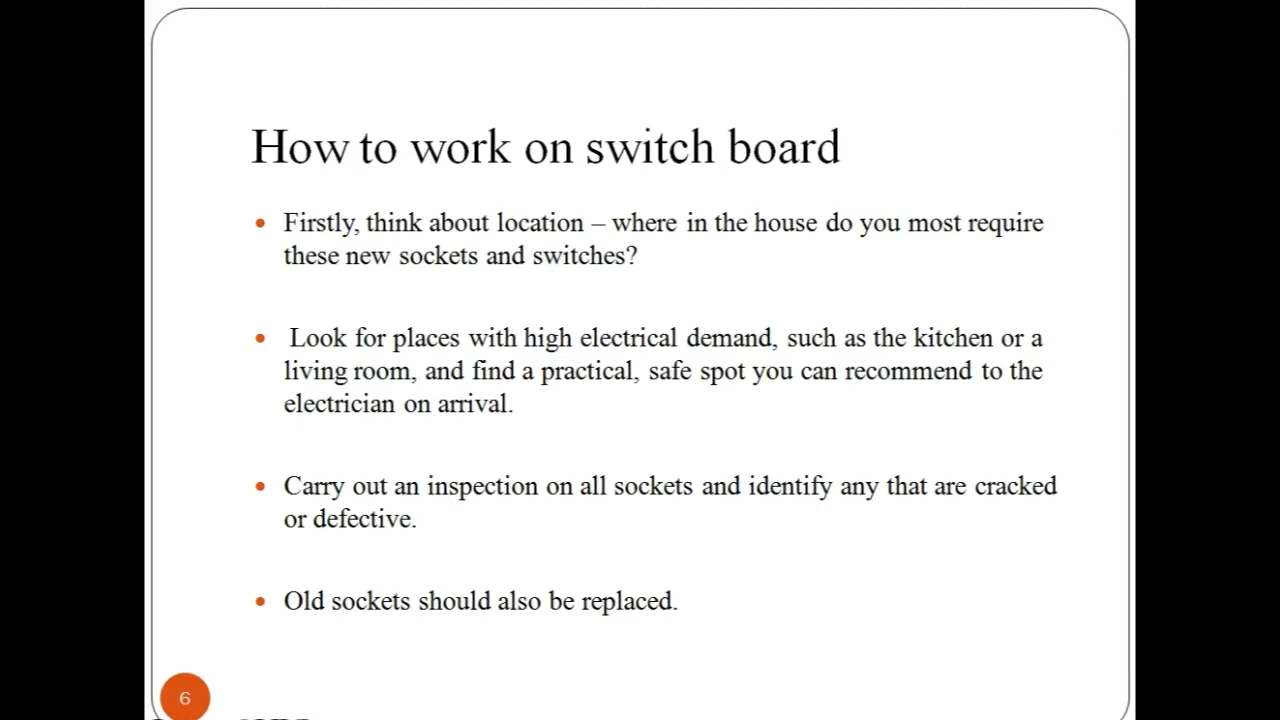 How to work on switch board
• Firstly, think about location – where in the house do you most require
these new sockets and switches?
• Look for places with high electrical demand, such as the kitchen or a
living room, and find a practical, safe spot you can recommend to the
electrician on arrival.
• Carry out an inspection on all sockets and identify any that are cracked
or defective.
• Old sockets should also be replaced.
6